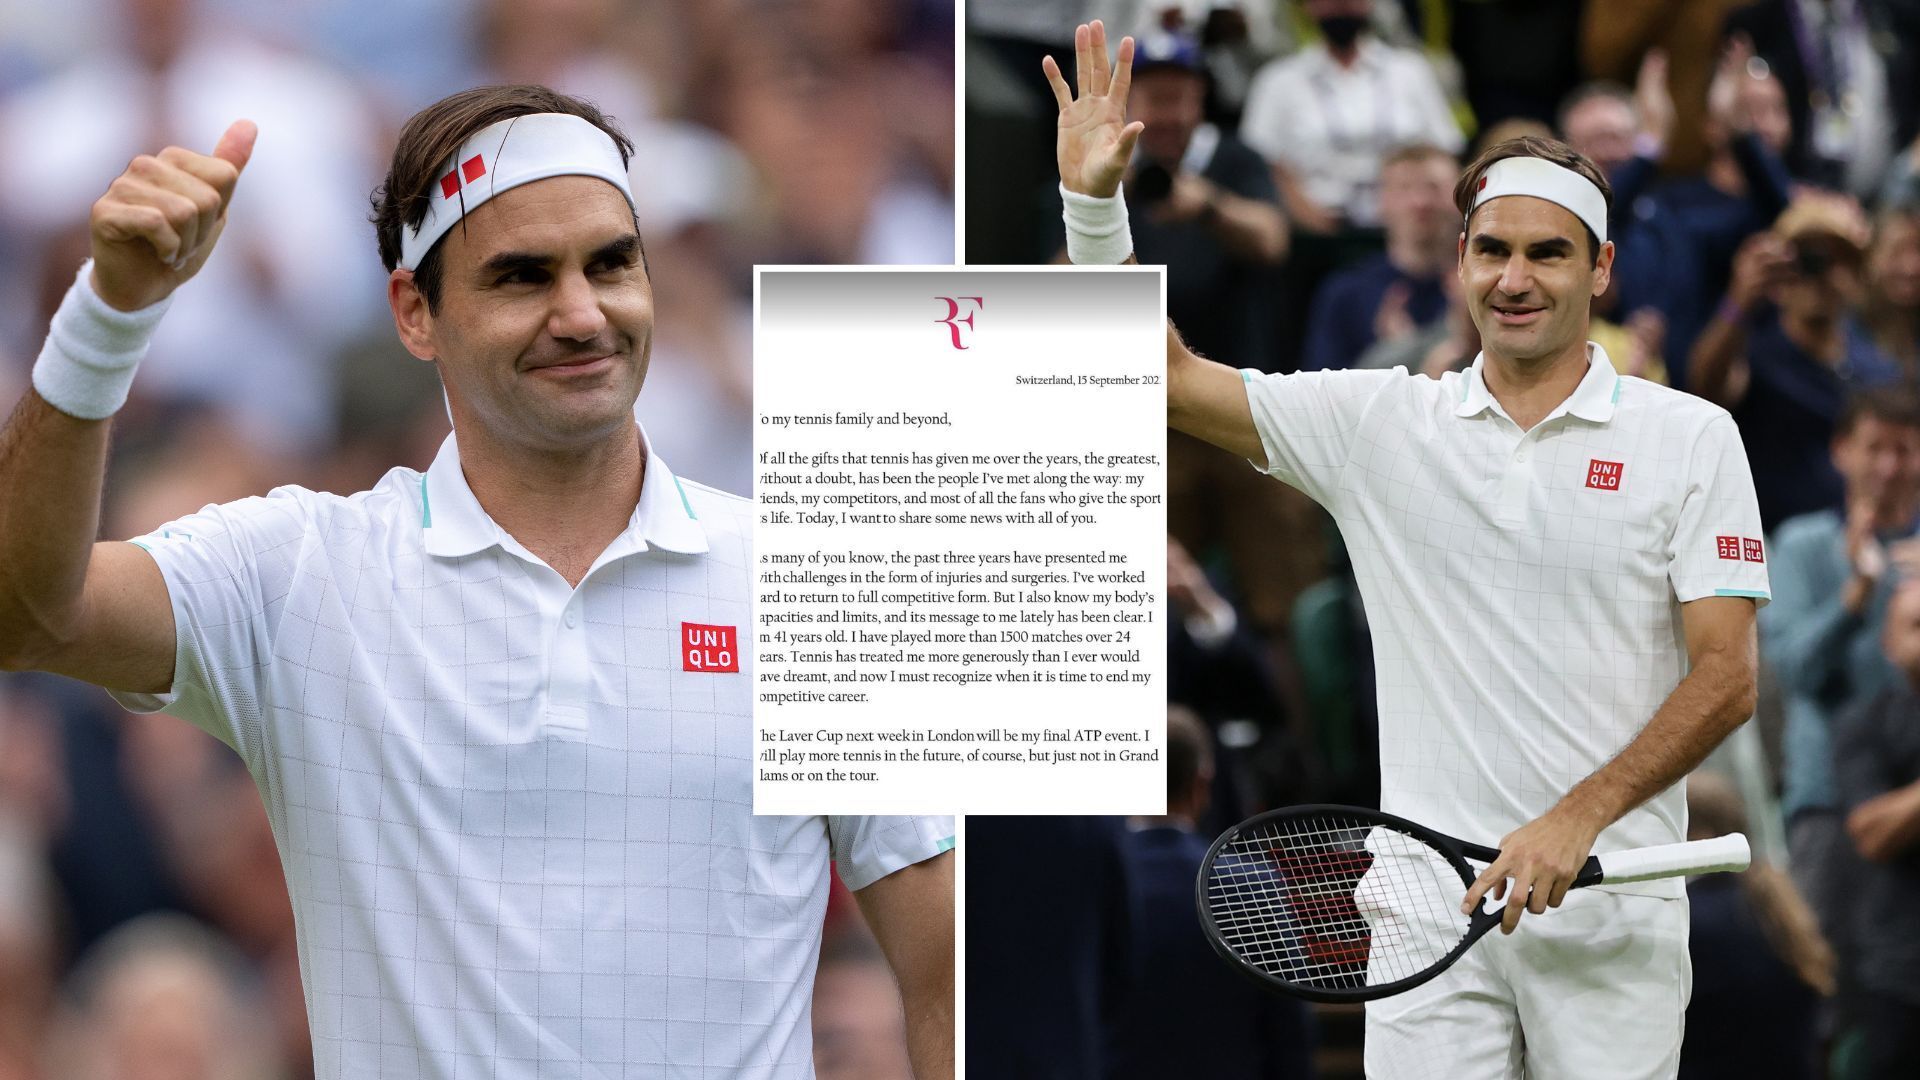 RF
Switzerland, 15 September 202
o my tennis family and beyond,
of all the gifts that tennis has given me over the years, the greatest,
ithout a doubt, has been the people I've met along the way: my
iends, my competitors, and most of all the fans who give the sport
s life. Today, I want to share some news with all of you.
s many of you know, the past three years have presented me
ith challenges in the form of injuries and surgeries. I've worked
ard to return to full competitive form. But I also know my body's
apacities and limits, and its message to me lately has been clear. I
m 41 years old. I have played more than 1500 matches over 24
ears. Tennis has treated me more generously than I ever would
ave dreamt, and now I must recognize when it is time to end my
ompetitive career.
he Laver Cup next week in London will be my final ATP event. I
ill play more tennis in the future, of course, but just not in Grand
lams or on the tour.
UNI
QLO
UNI
QLO
ユニ
クロ
UNI
QLO